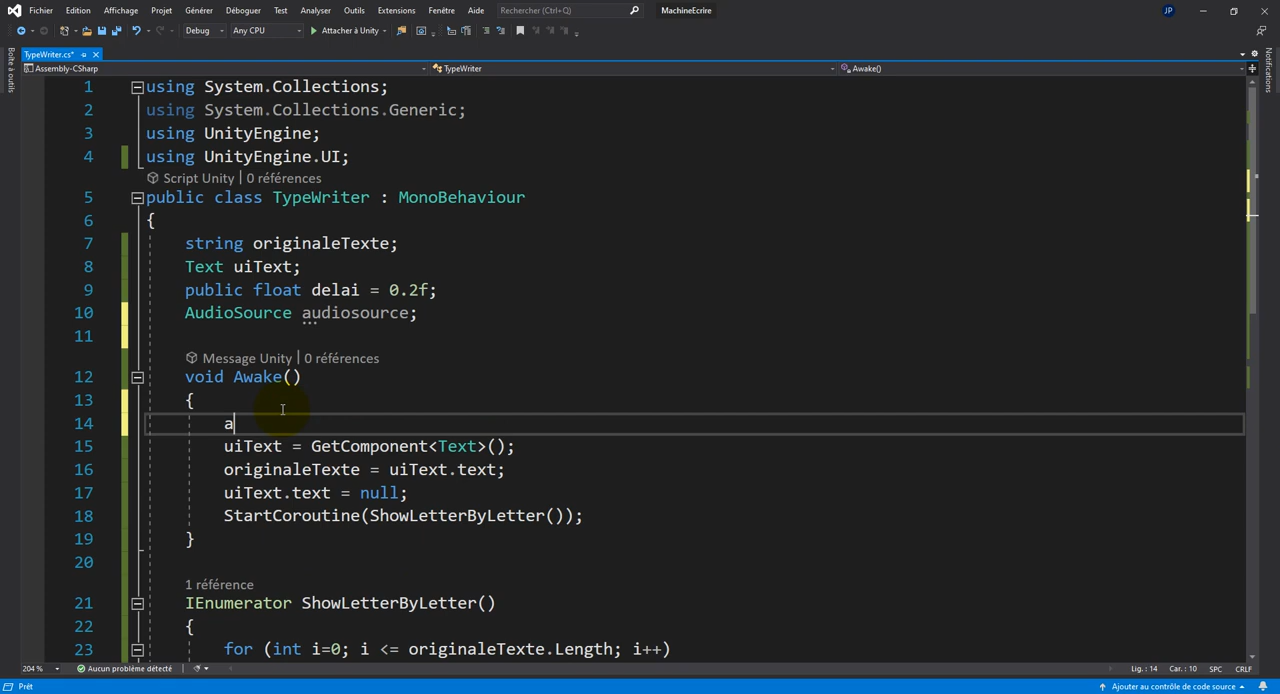 Fichier Edition Affichage Projet Générer Déboguer Test Analyser Outils Extensions Fenêtre Aide Rechercher (Ctrl+Q) MachineEcrire JP
Debug Any CPU Attacher à Unity
Boîte à outils
TypeWriter.cs*
Notifications
Assembly-CSharp TypeWriter Awake()
1 using System.Collections;
2 using System.Collections.Generic;
3 using UnityEngine;
4 using UnityEngine.UI;
Script Unity | 0 références
5 public class TypeWriter : MonoBehaviour
6 {
7 string originaleTexte;
8 Text uiText;
9 public float delai = 0.2f;
10 AudioSource audiosource;
11
Message Unity | 0 références
12 void Awake()
13 {
14 a
15 uiText = GetComponent<Text>();
16 originaleTexte = uiText.text;
17 uiText.text = null;
18 StartCoroutine(ShowLetterByLetter());
19 }
20
1 référence
21 IEnumerator ShowLetterByLetter()
22 {
23 for (int i=0; i <= originaleTexte.Length; i++)
204 % Aucun problème détecté Lig. : 14 Car. : 10 SPC CRLF
Prêt Ajouter au contrôle de code source